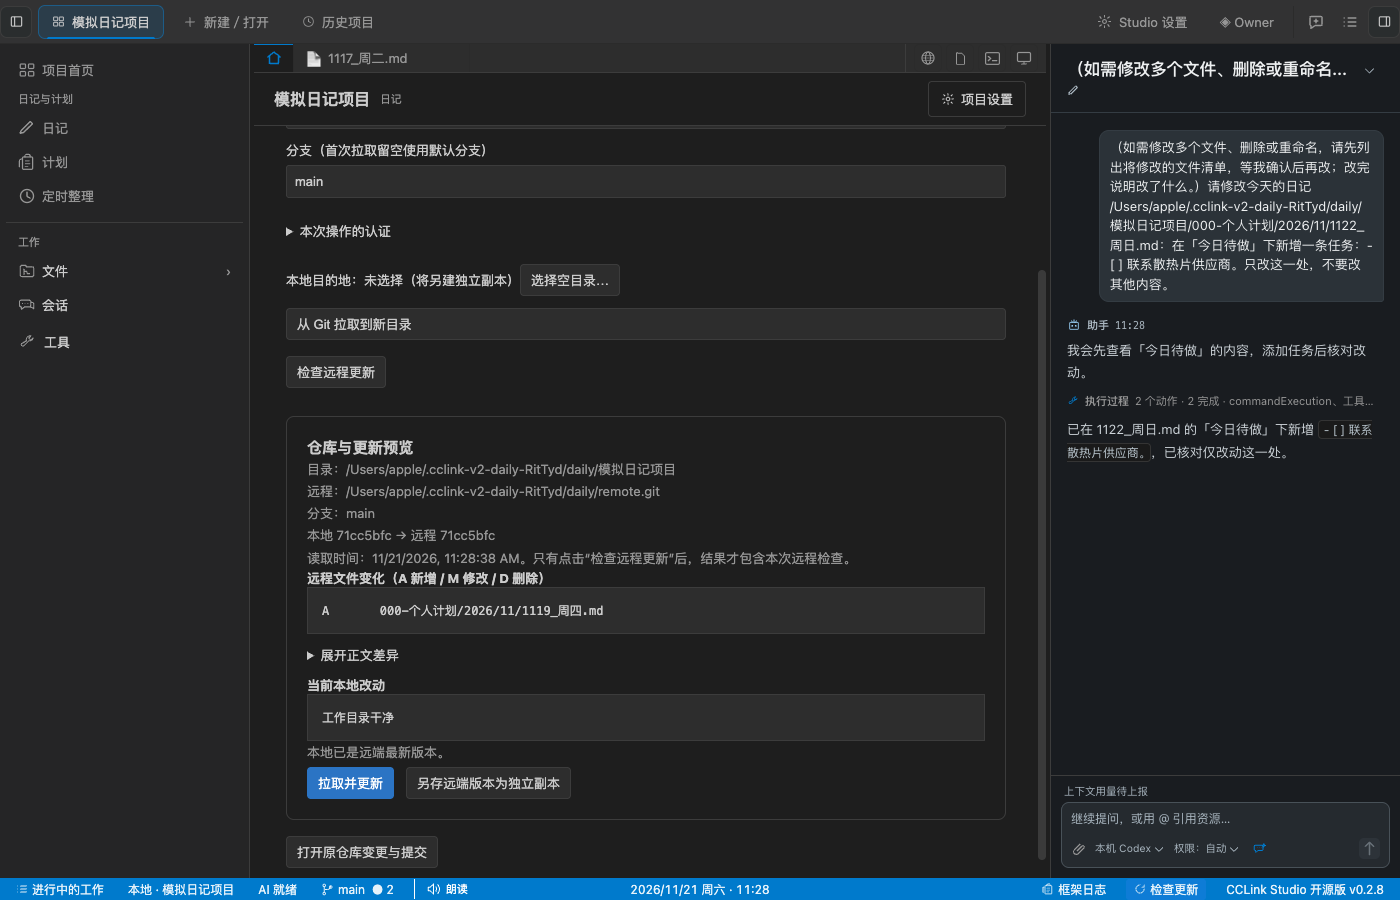 模拟日记项目
新建 / 打开
历史项目
Studio 设置
Owner
项目首页
日记与计划
日记
计划
定时整理
工作
文件
会话
工具
1117_周二.md
模拟日记项目 日记
项目设置
分支（首次拉取留空使用默认分支）
main
本次操作的认证
本地目的地：未选择（将另建独立副本）
选择空目录...
从 Git 拉取到新目录
检查远程更新
仓库与更新预览
目录：/Users/apple/.cclink-v2-daily-RitTyd/daily/模拟日记项目
远程：/Users/apple/.cclink-v2-daily-RitTyd/daily/remote.git
分支：main
本地 71cc5bfc → 远程 71cc5bfc
读取时间：11/21/2026, 11:28:38 AM。只有点击“检查远程更新”后，结果才包含本次远程检查。
远程文件变化（A 新增 / M 修改 / D 删除）
A 000-个人计划/2026/11/1119_周四.md
展开正文差异
当前本地改动
工作目录干净
本地已是远端最新版本。
拉取并更新
另存远端版本为独立副本
打开原仓库变更与提交
（如需修改多个文件、删除或重命名...
（如需修改多个文件、删除或重命名，请先列
出将修改的文件清单，等我确认后再改；改完
说明改了什么。）请修改今天的日记
/Users/apple/.cclink-v2-daily-RitTyd/daily/
模拟日记项目/000-个人计划/2026/11/1122_
周日.md：在「今日待做」下新增一条任务：-
[ ] 联系散热片供应商。只改这一处，不要改
其他内容。
助手 11:28
我会先查看「今日待做」的内容，添加任务后核对改
动。
执行过程 2 个动作 · 2 完成 · commandExecution、工具...
已在 1122_周日.md 的「今日待做」下新增 - [ ] 联系
散热片供应商。，已核对仅改动这一处。
上下文用量待上报
继续提问，或用 @ 引用资源...
本机 Codex
权限：自动
进行中的工作
本地 · 模拟日记项目
AI 就绪
main
2
朗读
2026/11/21 周六 · 11:28
框架日志
检查更新
CCLink Studio 开源版 v0.2.8